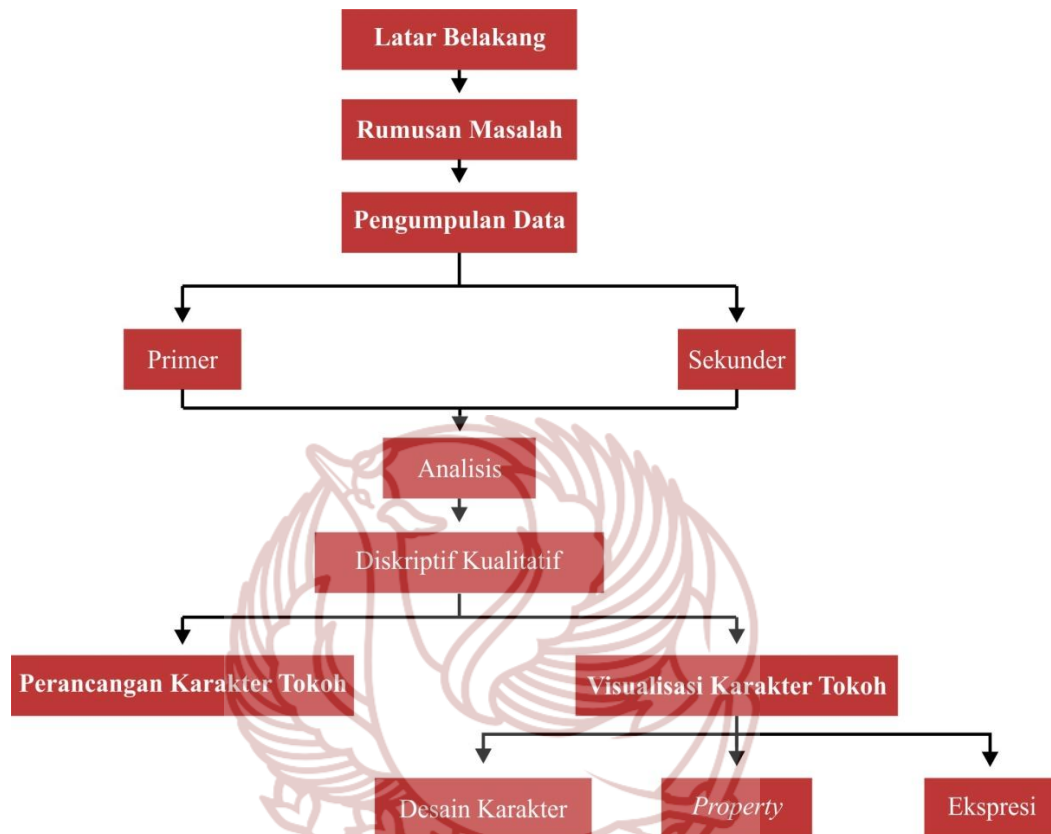 Latar Belakang
Rumusan Masalah
Pengumpulan Data
Primer
Sekunder
Analisis
Diskriptif Kualitatif
Perancangan Karakter Tokoh
Visualisasi Karakter Tokoh
Desain Karakter
Property
Ekspresi